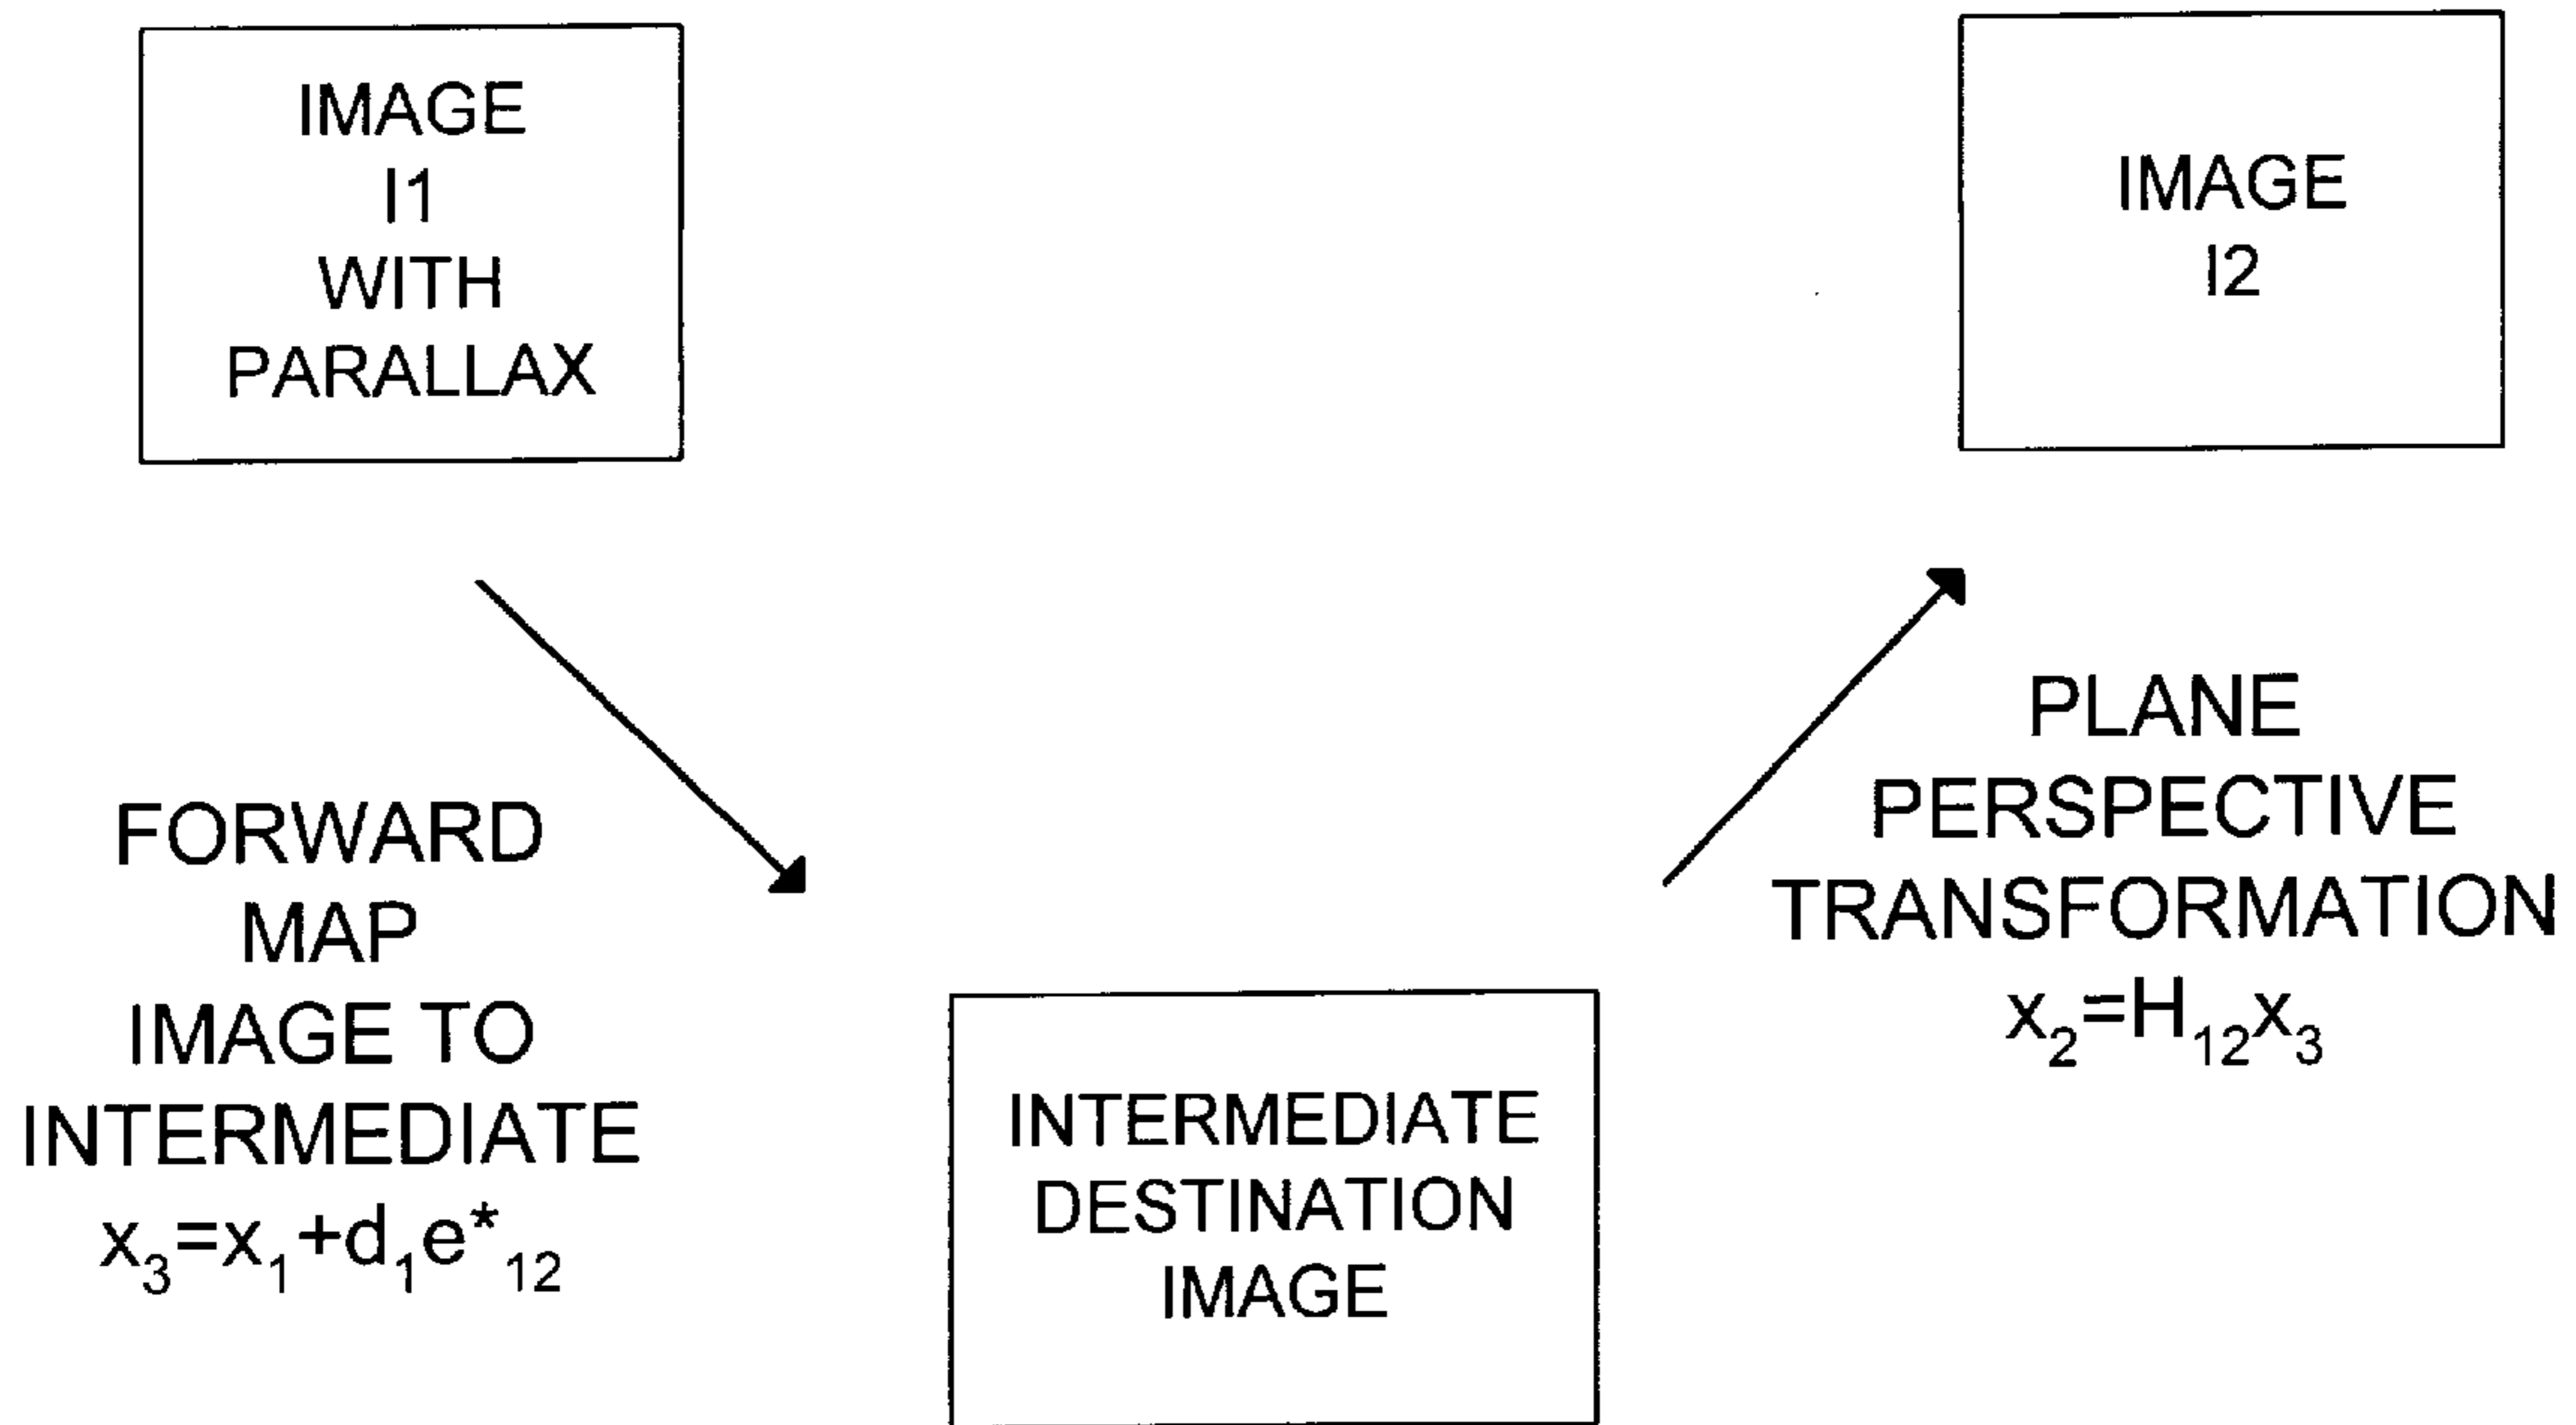 IMAGE
I1
WITH
PARALLAX
IMAGE
I2
FORWARD
MAP
IMAGE TO
INTERMEDIATE
x₃=x₁+d₁e*₁₂
PLANE
PERSPECTIVE
TRANSFORMATION
x₂=H₁₂x₃
INTERMEDIATE
DESTINATION
IMAGE